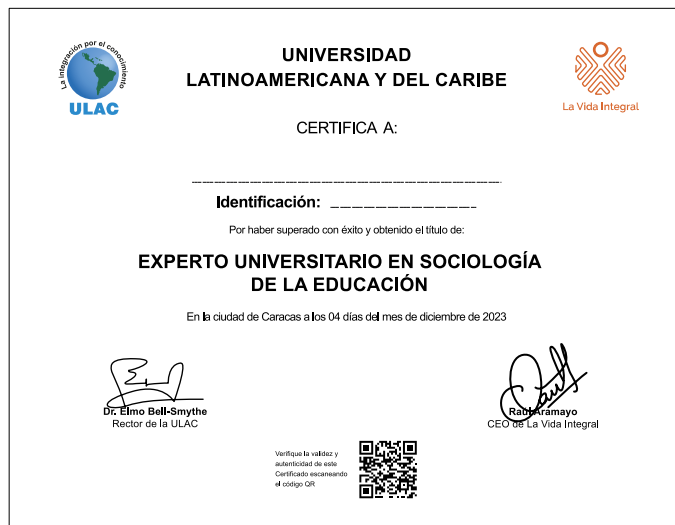 La integración por el conocimiento
ULAC
UNIVERSIDAD
LATINOAMERICANA Y DEL CARIBE
La Vida Integral
CERTIFICA A:
Identificación:
Por haber superado con éxito y obtenido el título de:
EXPERTO UNIVERSITARIO EN SOCIOLOGÍA
DE LA EDUCACIÓN
En la ciudad de Caracas a los 04 días del mes de diciembre de 2023
Dr. Elmo Bell-Smythe
Rector de la ULAC
Raúl Aramayo
CEO de La Vida Integral
Verifique la validez y
autenticidad de este
Certificado escaneando
el código QR